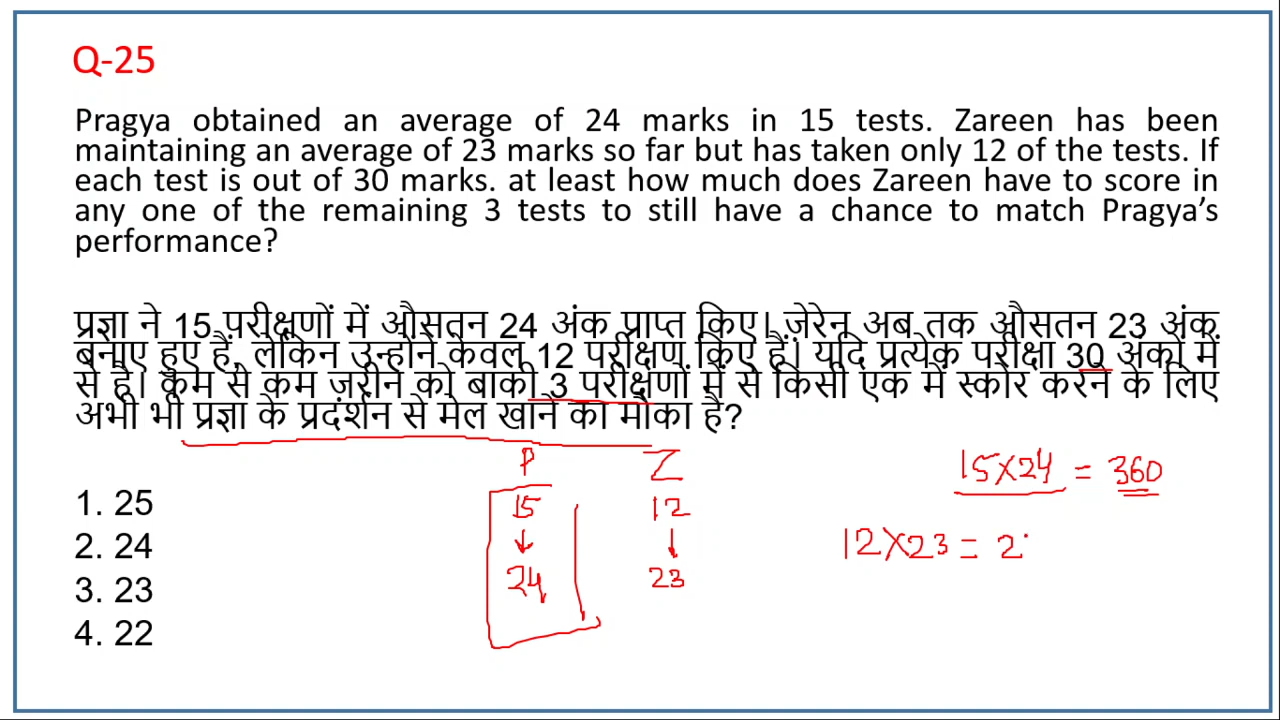 Q-25
Pragya obtained an average of 24 marks in 15 tests. Zareen has been
maintaining an average of 23 marks so far but has taken only 12 of the tests. If
each test is out of 30 marks. at least how much does Zareen have to score in
any one of the remaining 3 tests to still have a chance to match Pragya's
performance?
प्रज्ञा ने 15 परीक्षणों में औसतन 24 अंक प्राप्त किए। ज़ेरेन अब तक औसतन 23 अंक
बनाए हुए हैं, लेकिन उन्होंने केवल 12 परीक्षण किए हैं। यदि प्रत्येक परीक्षा 30 अंकों में
से है। कम से कम ज़रीन को बाकी 3 परीक्षणों में से किसी एक में स्कोर करने के लिए
अभी भी प्रज्ञा के प्रदर्शन से मेल खाने का मौका है?
P Z
15 12
↓ ↓
24 23
15×24 = 360
12×23 = 2
1. 25
2. 24
3. 23
4. 22